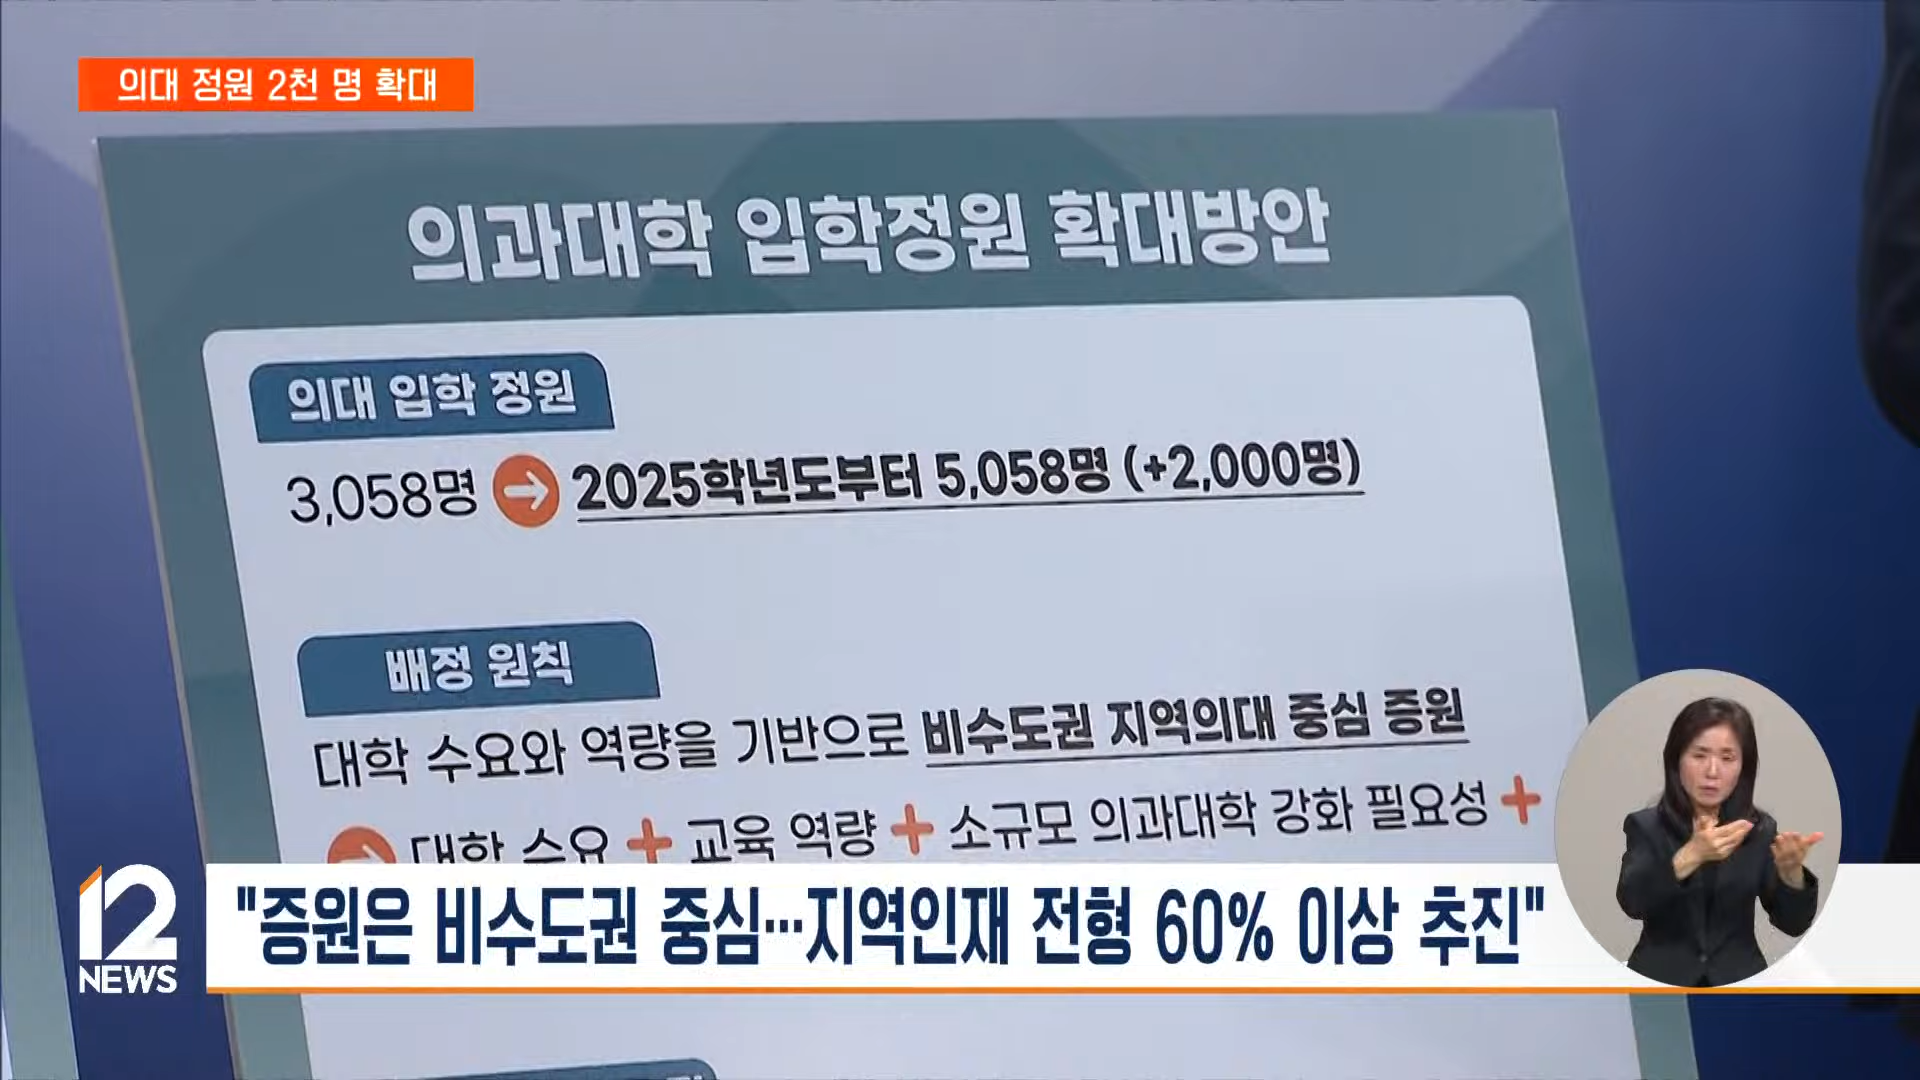 의대 정원 2천 명 확대
의과대학 입학정원 확대방안
의대 입학 정원
3,058명 → 2025학년도부터 5,058명 (+2,000명)
배정 원칙
대학 수요와 역량을 기반으로 비수도권 지역의대 중심 증원
→ 대학 수요 + 교육 역량 + 소규모 의과대학 강화 필요성 +
12
NEWS
"증원은 비수도권 중심…지역인재 전형 60% 이상 추진"